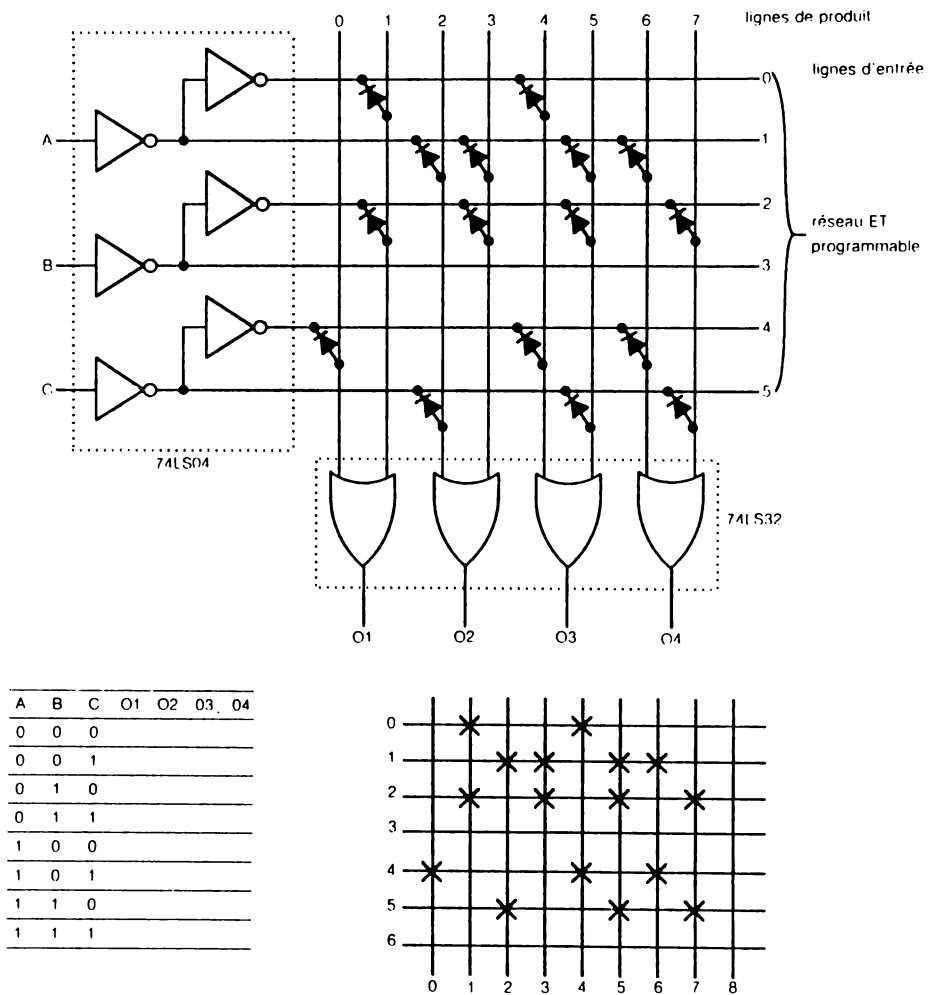 0 1 2 3 4 5 6 7 lignes de produit
0 lignes d'entrée
A 1
2
réseau ET
programmable
B 3
4
C 5
74LS04
74LS32
O1 O2 O3 O4
A B C O1 O2 03. 04
0 0 0
0 0 1
0 1 0
0 1 1
1 0 0
1 0 1
1 1 0
1 1 1
0
1
2
3
4
5
6
0 1 2 3 4 5 6 7 8